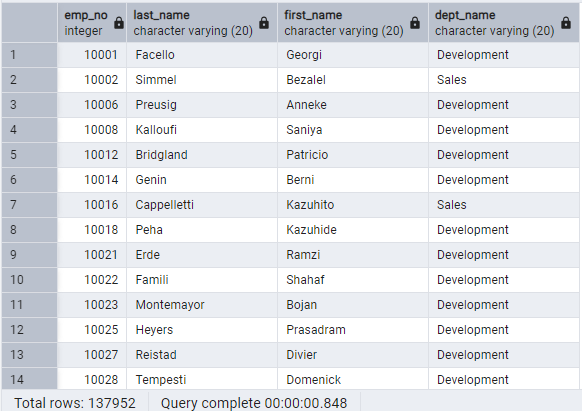 emp_no last_name first_name dept_name
integer character varying (20) character varying (20) character varying (20)
1 10001 Facello Georgi Development
2 10002 Simmel Bezalel Sales
3 10006 Preusig Anneke Development
4 10008 Kalloufi Saniya Development
5 10012 Bridgland Patricio Development
6 10014 Genin Berni Development
7 10016 Cappelletti Kazuhito Sales
8 10018 Peha Kazuhide Development
9 10021 Erde Ramzi Development
10 10022 Famili Shahaf Development
11 10023 Montemayor Bojan Development
12 10025 Heyers Prasadram Development
13 10027 Reistad Divier Development
14 10028 Tempesti Domenick Development
Total rows: 137952 Query complete 00:00:00.848